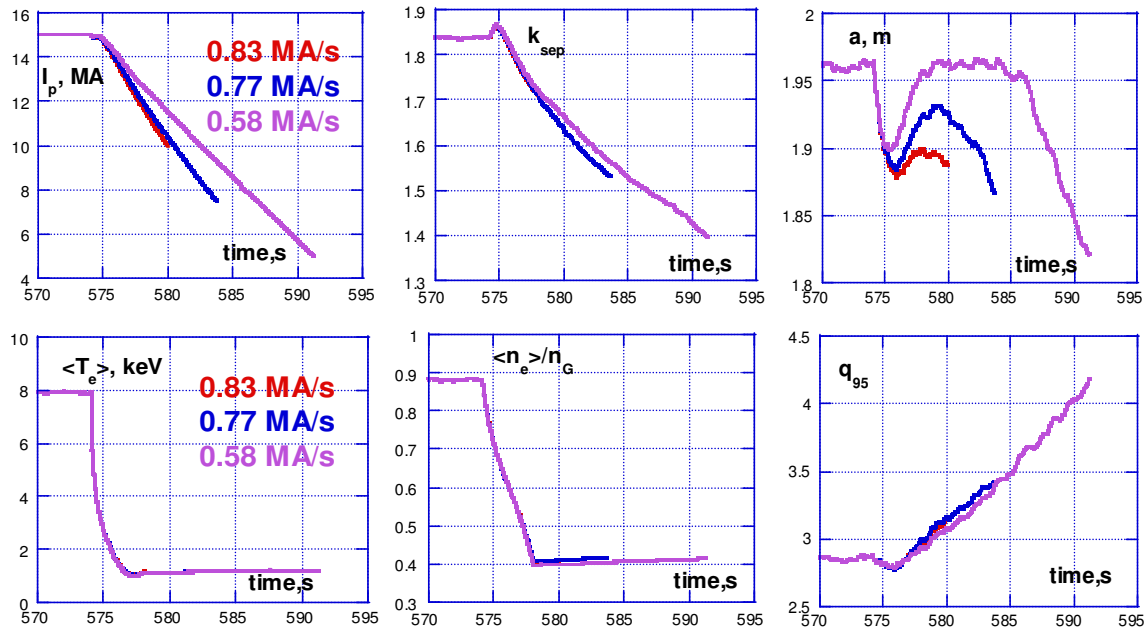 16
14
12
10
8
6
4
I_p, MA
0.83 MA/s
0.77 MA/s
0.58 MA/s
time,s
570 575 580 585 590 595
1.9
1.8
1.7
1.6
1.5
1.4
1.3
k_sep
time,s
570 575 580 585 590 595
2
1.95
1.9
1.85
1.8
a, m
time,s
570 575 580 585 590 595
10
8
6
4
2
0
<T_e>, keV
0.83 MA/s
0.77 MA/s
0.58 MA/s
time,s
570 575 580 585 590 595
1
0.9
0.8
0.7
0.6
0.5
0.4
0.3
<n_e>/n_G
time,s
570 575 580 585 590 595
4.5
4
3.5
3
2.5
q_95
time,s
570 575 580 585 590 595